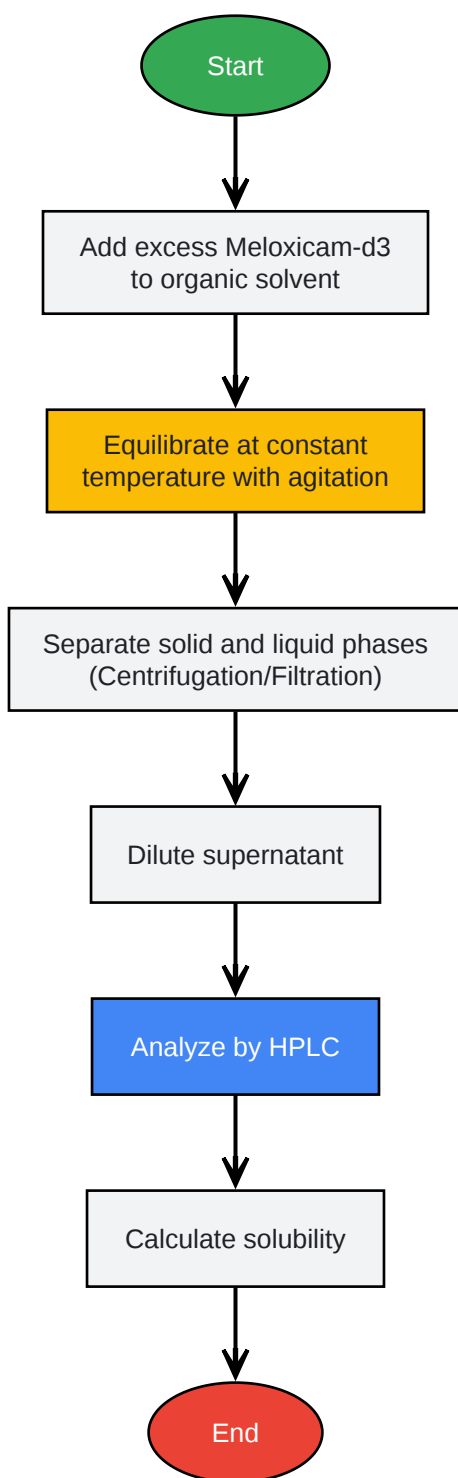 Start
Add excess Meloxicam-d3
to organic solvent
Equilibrate at constant
temperature with agitation
Separate solid and liquid phases
(Centrifugation/Filtration)
Dilute supernatant
Analyze by HPLC
Calculate solubility
End